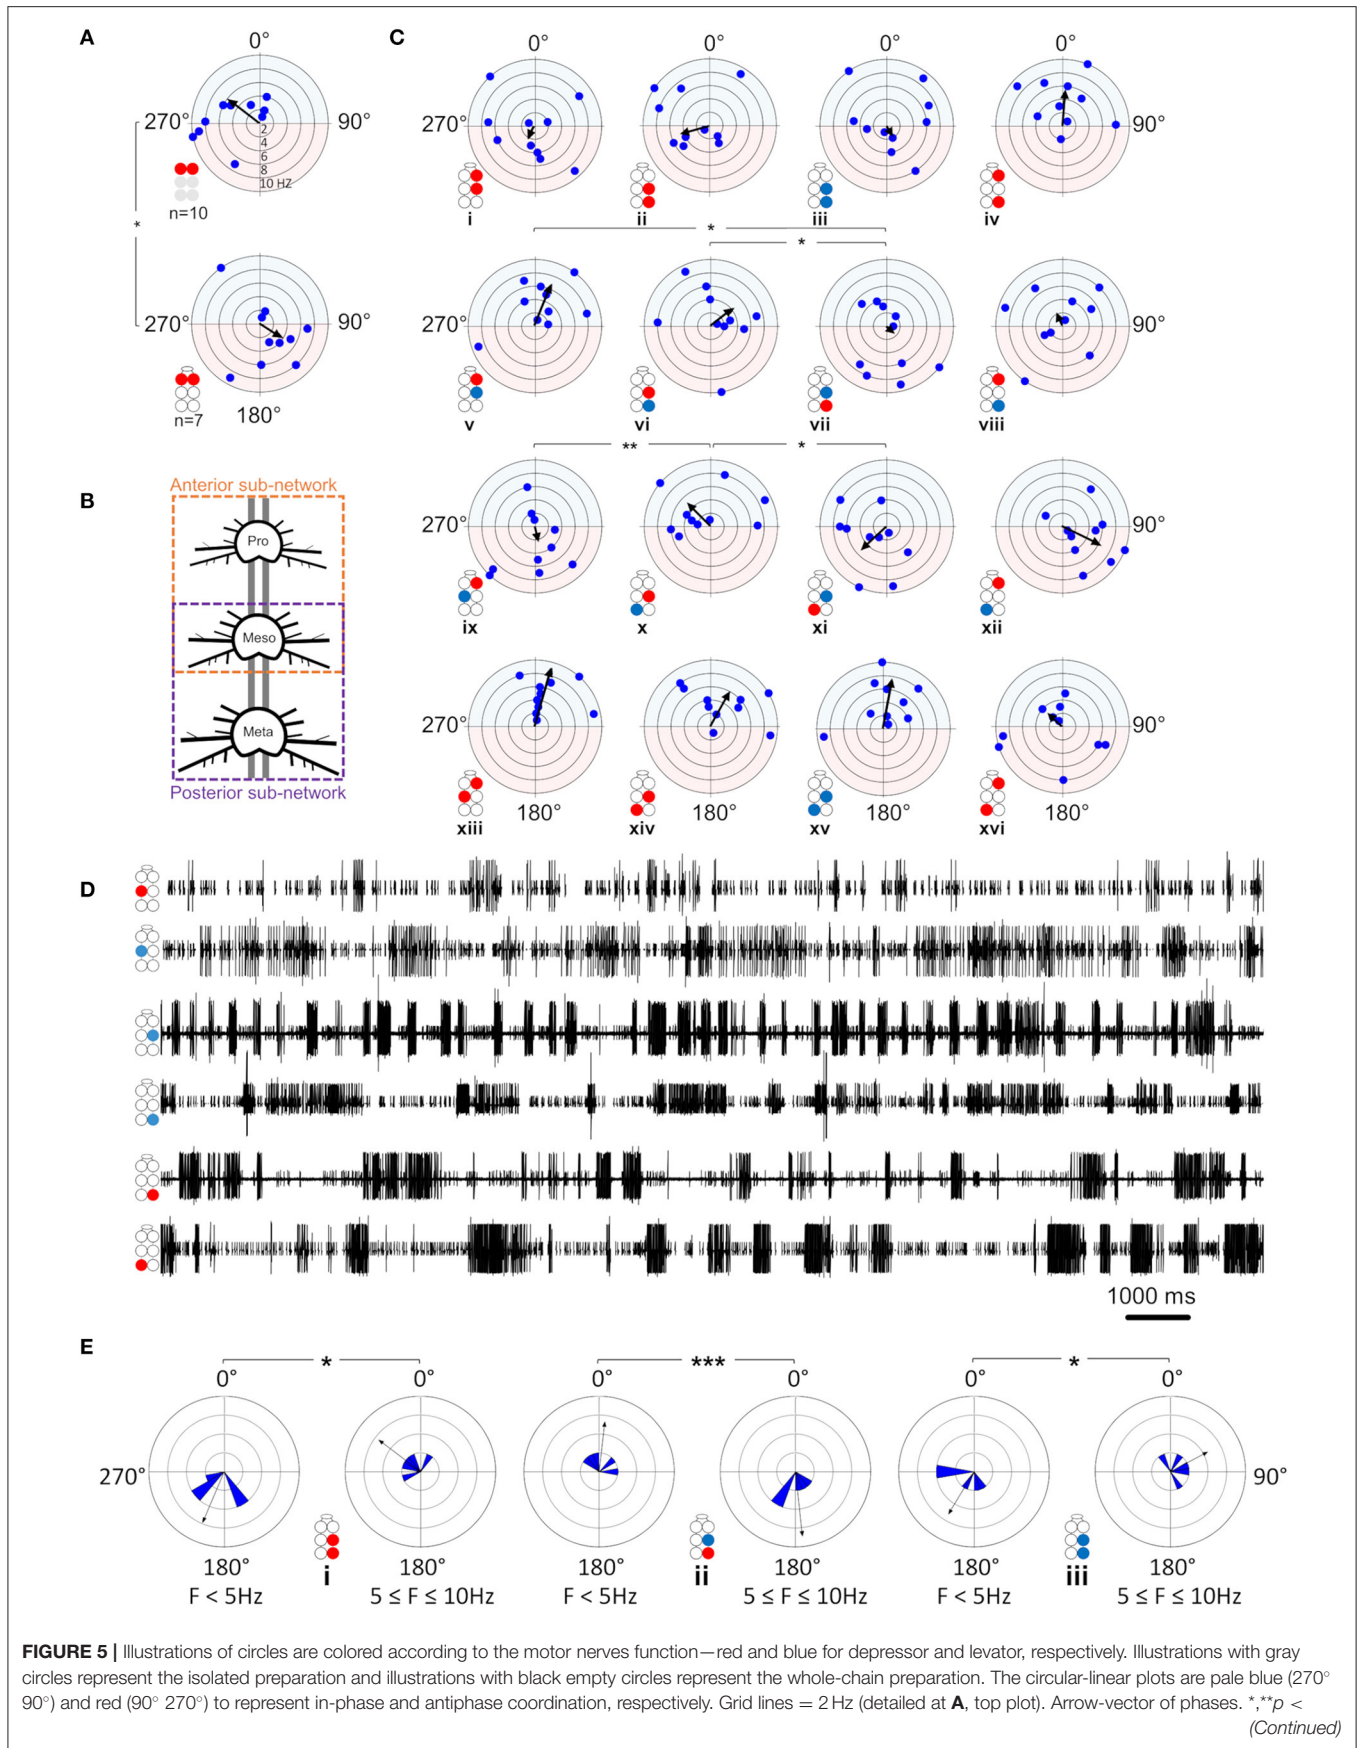 A
C
0°
0°
0°
0°
0°
270°
90°
2
4
6
8
10 HZ
n=10
*
270°
90°
i
ii
iii
iv
*
*
270°
90°
n=7
180°
270°
90°
v
vi
vii
viii
**
*
B
Anterior sub-network
Pro
Meso
Meta
Posterior sub-network
270°
90°
ix
x
xi
xii
270°
90°
xiii
xiv
xv
xvi
180°
180°
180°
180°
D
1000 ms
E
*
***
*
0°
0°
0°
0°
0°
0°
270°
90°
180°
180°
180°
180°
180°
180°
i
ii
iii
F < 5Hz
5 ≤ F ≤ 10Hz
F < 5Hz
5 ≤ F ≤ 10Hz
F < 5Hz
5 ≤ F ≤ 10Hz
FIGURE 5 | Illustrations of circles are colored according to the motor nerves function—red and blue for depressor and levator, respectively. Illustrations with gray
circles represent the isolated preparation and illustrations with black empty circles represent the whole-chain preparation. The circular-linear plots are pale blue (270°
90°) and red (90° 270°) to represent in-phase and antiphase coordination, respectively. Grid lines = 2 Hz (detailed at A, top plot). Arrow-vector of phases. *,**p <
(Continued)